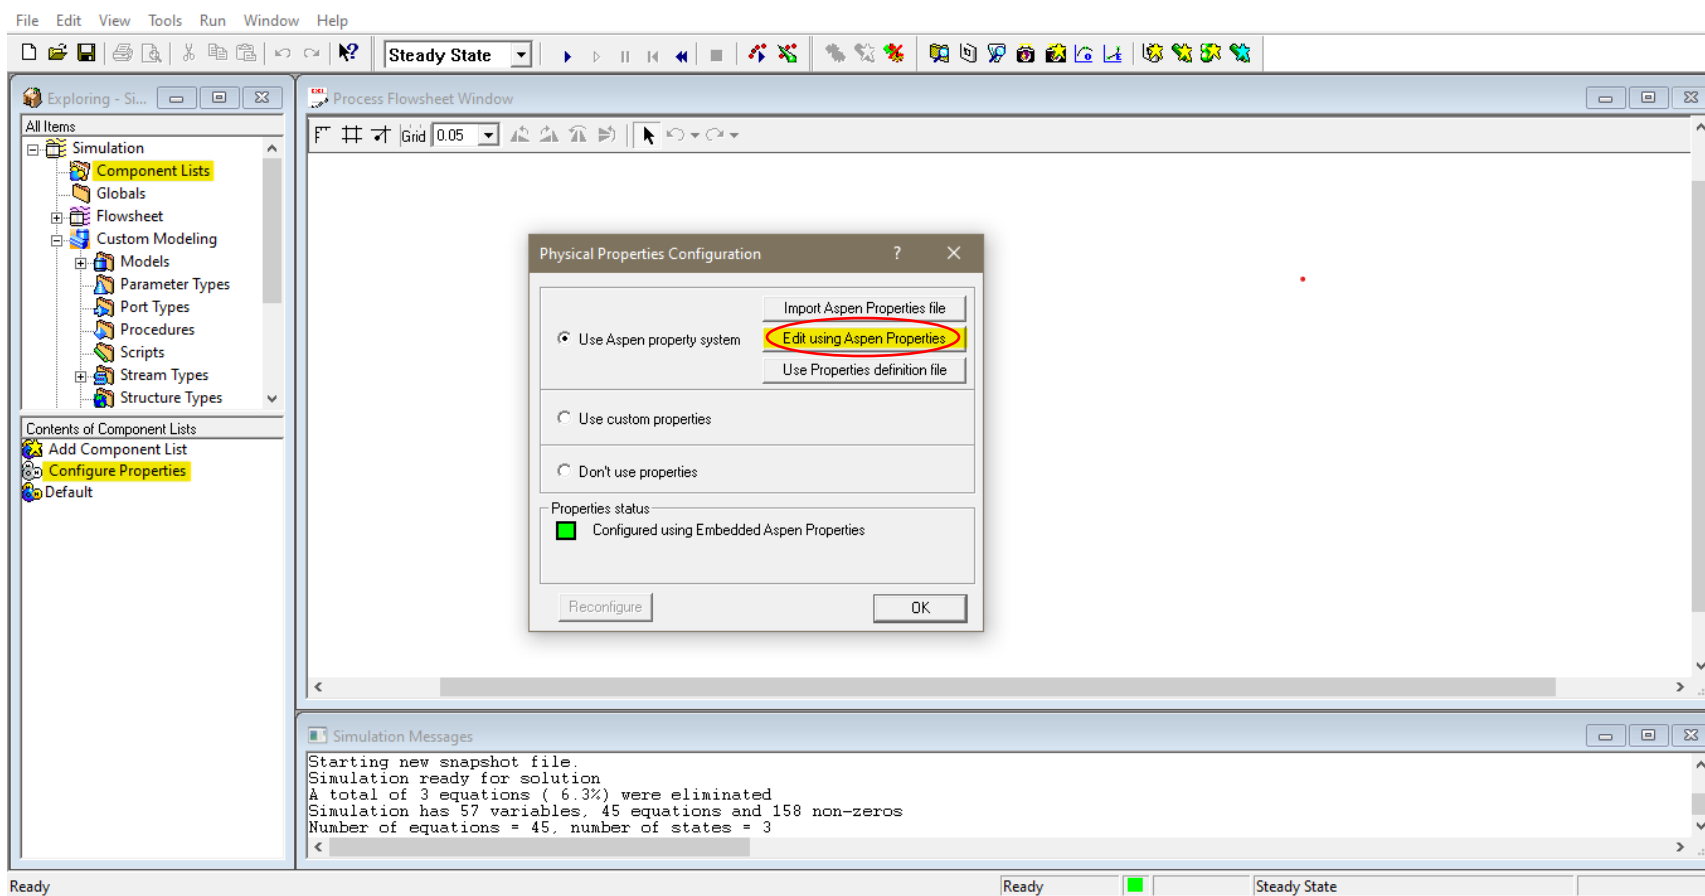 File Edit View Tools Run Window Help
Steady State
Exploring - Si...
All Items
Simulation
Component Lists
Globals
Flowsheet
Custom Modeling
Models
Parameter Types
Port Types
Procedures
Scripts
Stream Types
Structure Types
Contents of Component Lists
Add Component List
Configure Properties
Default
Process Flowsheet Window
Grid 0.05
Physical Properties Configuration ?
Import Aspen Properties file
Use Aspen property system
Edit using Aspen Properties
Use Properties definition file
Use custom properties
Don't use properties
Properties status
Configured using Embedded Aspen Properties
Reconfigure OK
Simulation Messages
Starting new snapshot file.
Simulation ready for solution
A total of 3 equations ( 6.3%) were eliminated
Simulation has 57 variables, 45 equations and 158 non-zeros
Number of equations = 45, number of states = 3
Ready Ready Steady State